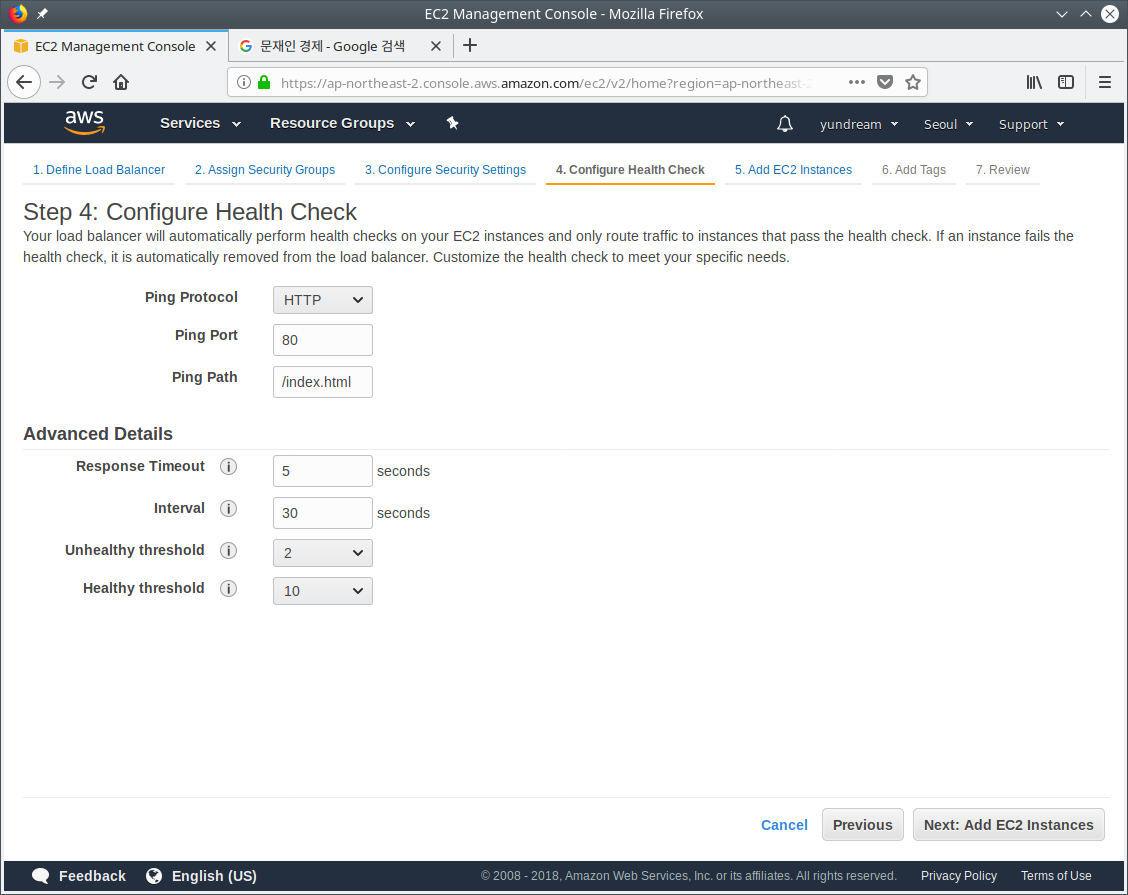 EC2 Management Console - Mozilla Firefox
EC2 Management Console
문재인 경제 - Google 검색
https://ap-northeast-2.console.aws.amazon.com/ec2/v2/home?region=ap-northeast-
aws
Services
Resource Groups
yundream
Seoul
Support
1. Define Load Balancer
2. Assign Security Groups
3. Configure Security Settings
4. Configure Health Check
5. Add EC2 Instances
6. Add Tags
7. Review
Step 4: Configure Health Check
Your load balancer will automatically perform health checks on your EC2 instances and only route traffic to instances that pass the health check. If an instance fails the
health check, it is automatically removed from the load balancer. Customize the health check to meet your specific needs.
Ping Protocol HTTP
Ping Port 80
Ping Path /index.html
Advanced Details
Response Timeout 5 seconds
Interval 30 seconds
Unhealthy threshold 2
Healthy threshold 10
Cancel
Previous
Next: Add EC2 Instances
Feedback
English (US)
© 2008 - 2018, Amazon Web Services, Inc. or its affiliates. All rights reserved.
Privacy Policy
Terms of Use